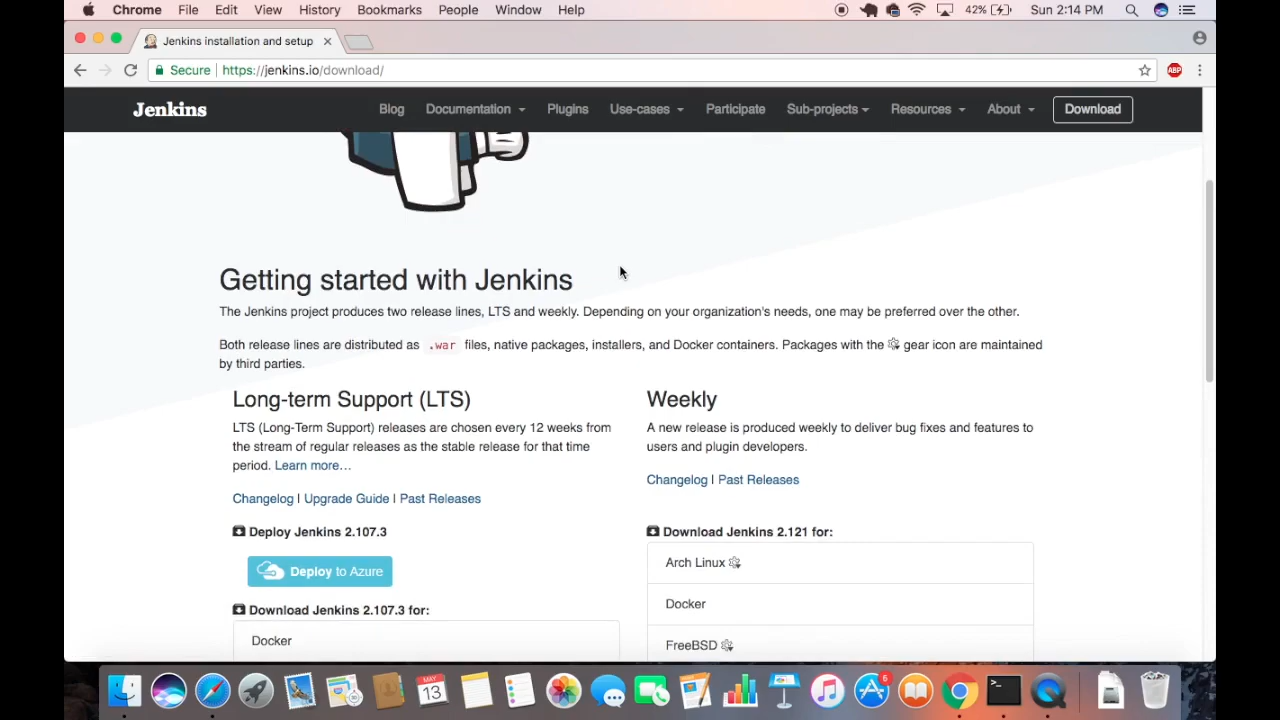 Chrome File Edit View History Bookmarks People Window Help 42% Sun 2:14 PM
Jenkins installation and setup
Secure https://jenkins.io/download/ ABP
Jenkins Blog Documentation Plugins Use-cases Participate Sub-projects Resources About Download
Getting started with Jenkins
The Jenkins project produces two release lines, LTS and weekly. Depending on your organization's needs, one may be preferred over the other.
Both release lines are distributed as .war files, native packages, installers, and Docker containers. Packages with the gear icon are maintained
by third parties.
Long-term Support (LTS)
LTS (Long-Term Support) releases are chosen every 12 weeks from
the stream of regular releases as the stable release for that time
period. Learn more…
Changelog | Upgrade Guide | Past Releases
Deploy Jenkins 2.107.3
Deploy to Azure
Download Jenkins 2.107.3 for:
Docker
Weekly
A new release is produced weekly to deliver bug fixes and features to
users and plugin developers.
Changelog | Past Releases
Download Jenkins 2.121 for:
Arch Linux
Docker
FreeBSD
MAY
13
6
>_